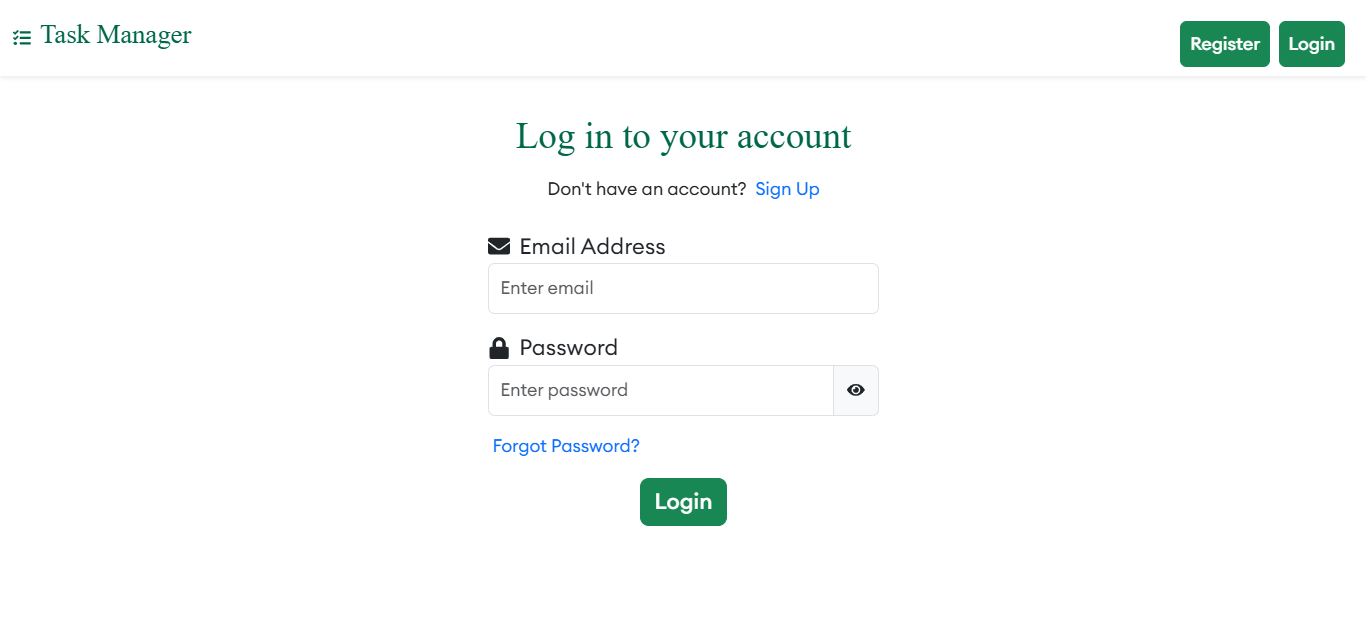 Task Manager
Register Login
Log in to your account
Don't have an account? Sign Up
Email Address
Enter email
Password
Enter password
Forgot Password?
Login